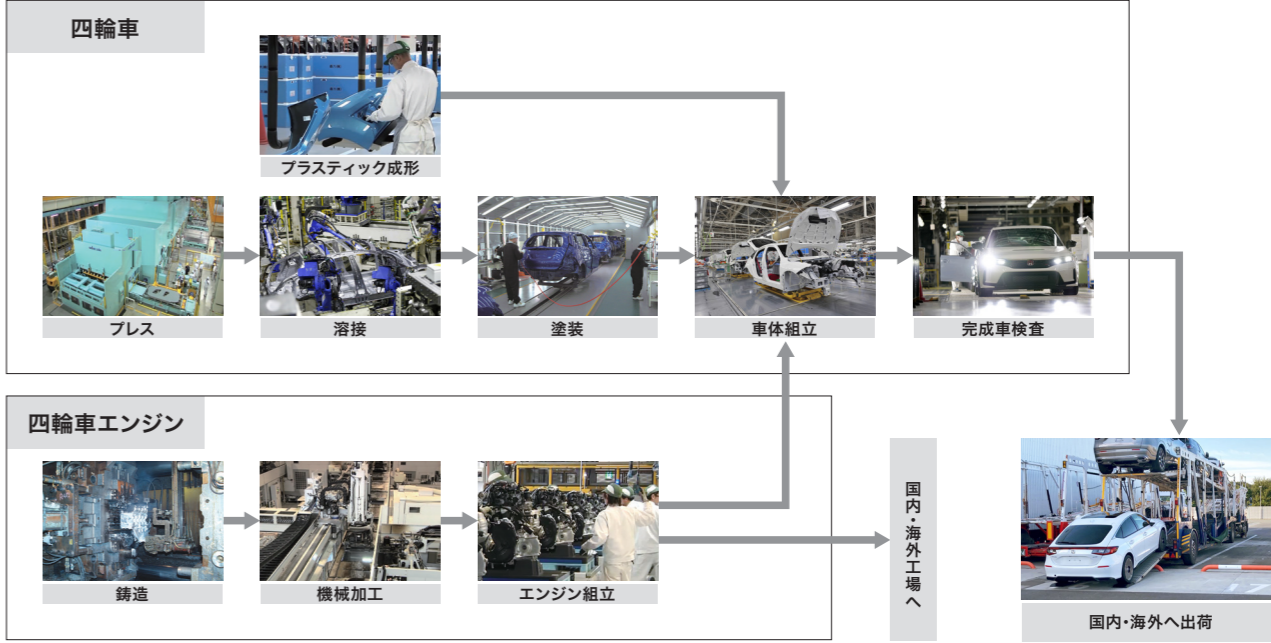 四輪車
プラスティック成形
プレス
溶接
塗装
車体組立
完成車検査
四輪車エンジン
鋳造
機械加工
エンジン組立
国内・海外工場へ
国内・海外へ出荷